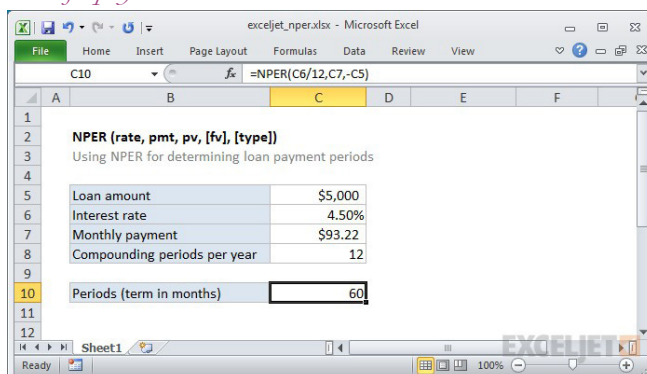 exceljet_nper.xlsx - Microsoft Excel
File Home Insert Page Layout Formulas Data Review View
C10 fx =NPER(C6/12,C7,-C5)
A B C D E F
1
2 NPER (rate, pmt, pv, [fv], [type])
3 Using NPER for determining loan payment periods
4
5 Loan amount $5,000
6 Interest rate 4.50%
7 Monthly payment $93.22
8 Compounding periods per year 12
9
10 Periods (term in months) 60
11
12
Sheet1
EXCELJET
Ready 100%